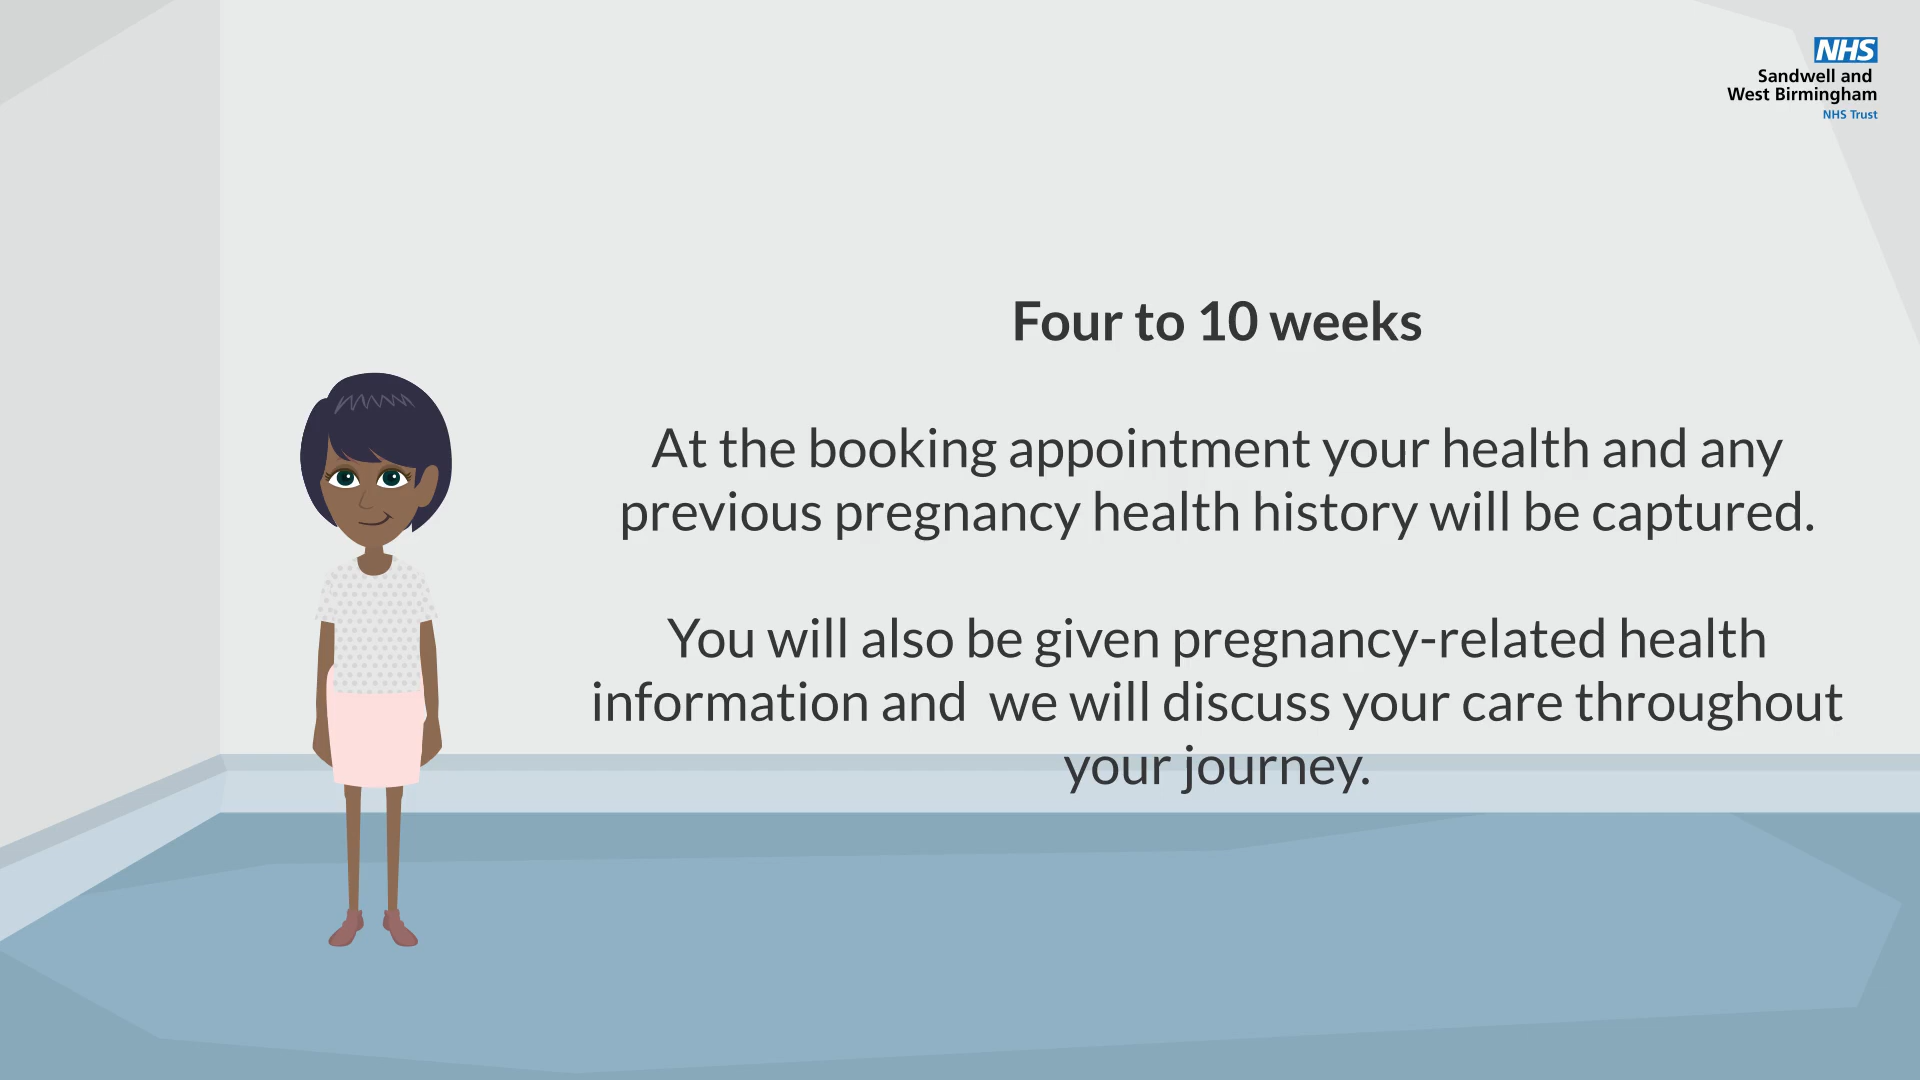 NHS
Sandwell and
West Birmingham
NHS Trust
Four to 10 weeks
At the booking appointment your health and any
previous pregnancy health history will be captured.
You will also be given pregnancy-related health
information and  we will discuss your care throughout
your journey.